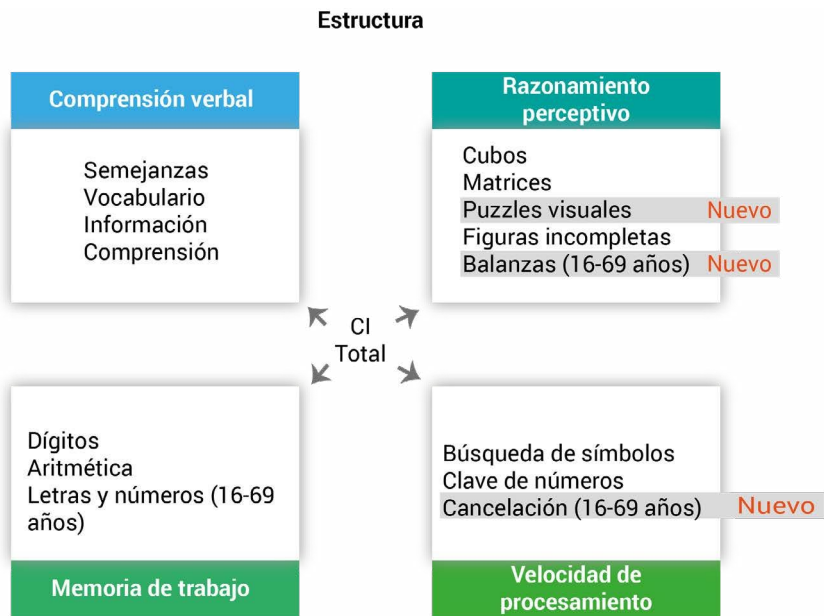 Estructura
Comprensión verbal
Semejanzas
Vocabulario
Información
Comprensión
Razonamiento
perceptivo
Cubos
Matrices
Puzzles visuales Nuevo
Figuras incompletas
Balanzas (16-69 años) Nuevo
CI
Total
Dígitos
Aritmética
Letras y números (16-69
años)
Memoria de trabajo
Búsqueda de símbolos
Clave de números
Cancelación (16-69 años) Nuevo
Velocidad de
procesamiento